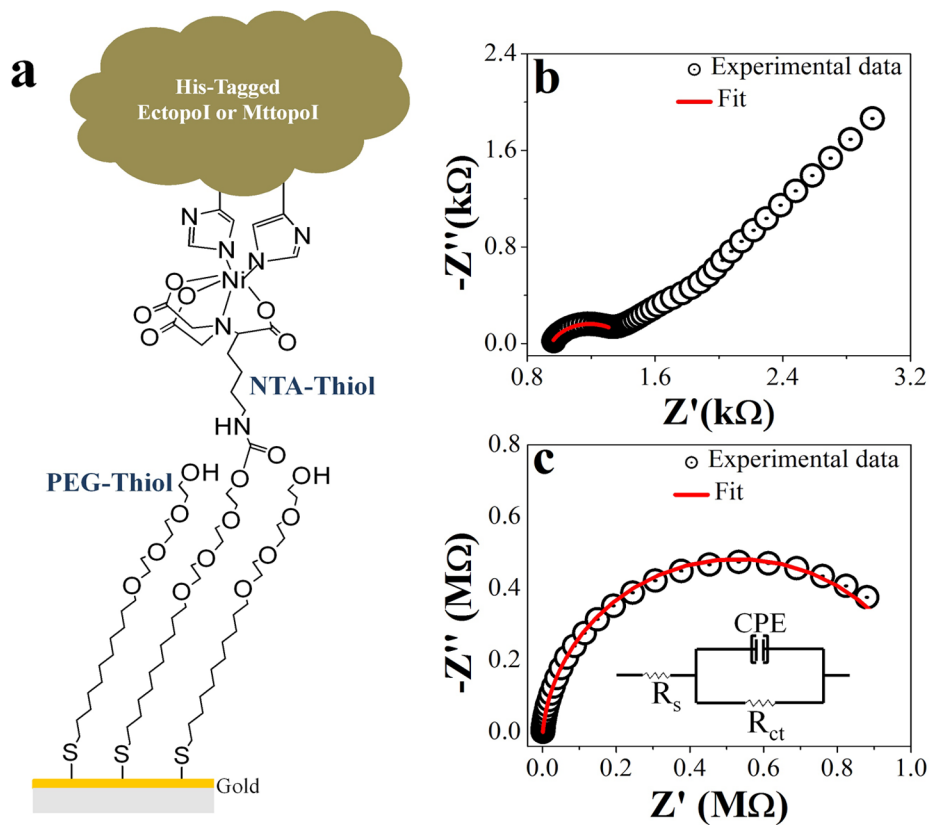 a
His-Tagged
EctopoI or MttopoI
N
N
N
N
H
H
Ni
O
O
O
O
O
N
O
NTA-Thiol
HN
O
O
PEG-Thiol
OH
OH
O
O
O
O
O
O
O
O
O
S
S
S
Gold
b
Experimental data
Fit
2.4
1.6
0.8
0.0
-Z''(kΩ)
0.8
1.6
2.4
3.2
Z'(kΩ)
c
Experimental data
Fit
0.8
0.6
0.4
0.2
0.0
-Z'' (MΩ)
CPE
Rs
Rct
0.0
0.2
0.4
0.6
0.8
1.0
Z' (MΩ)